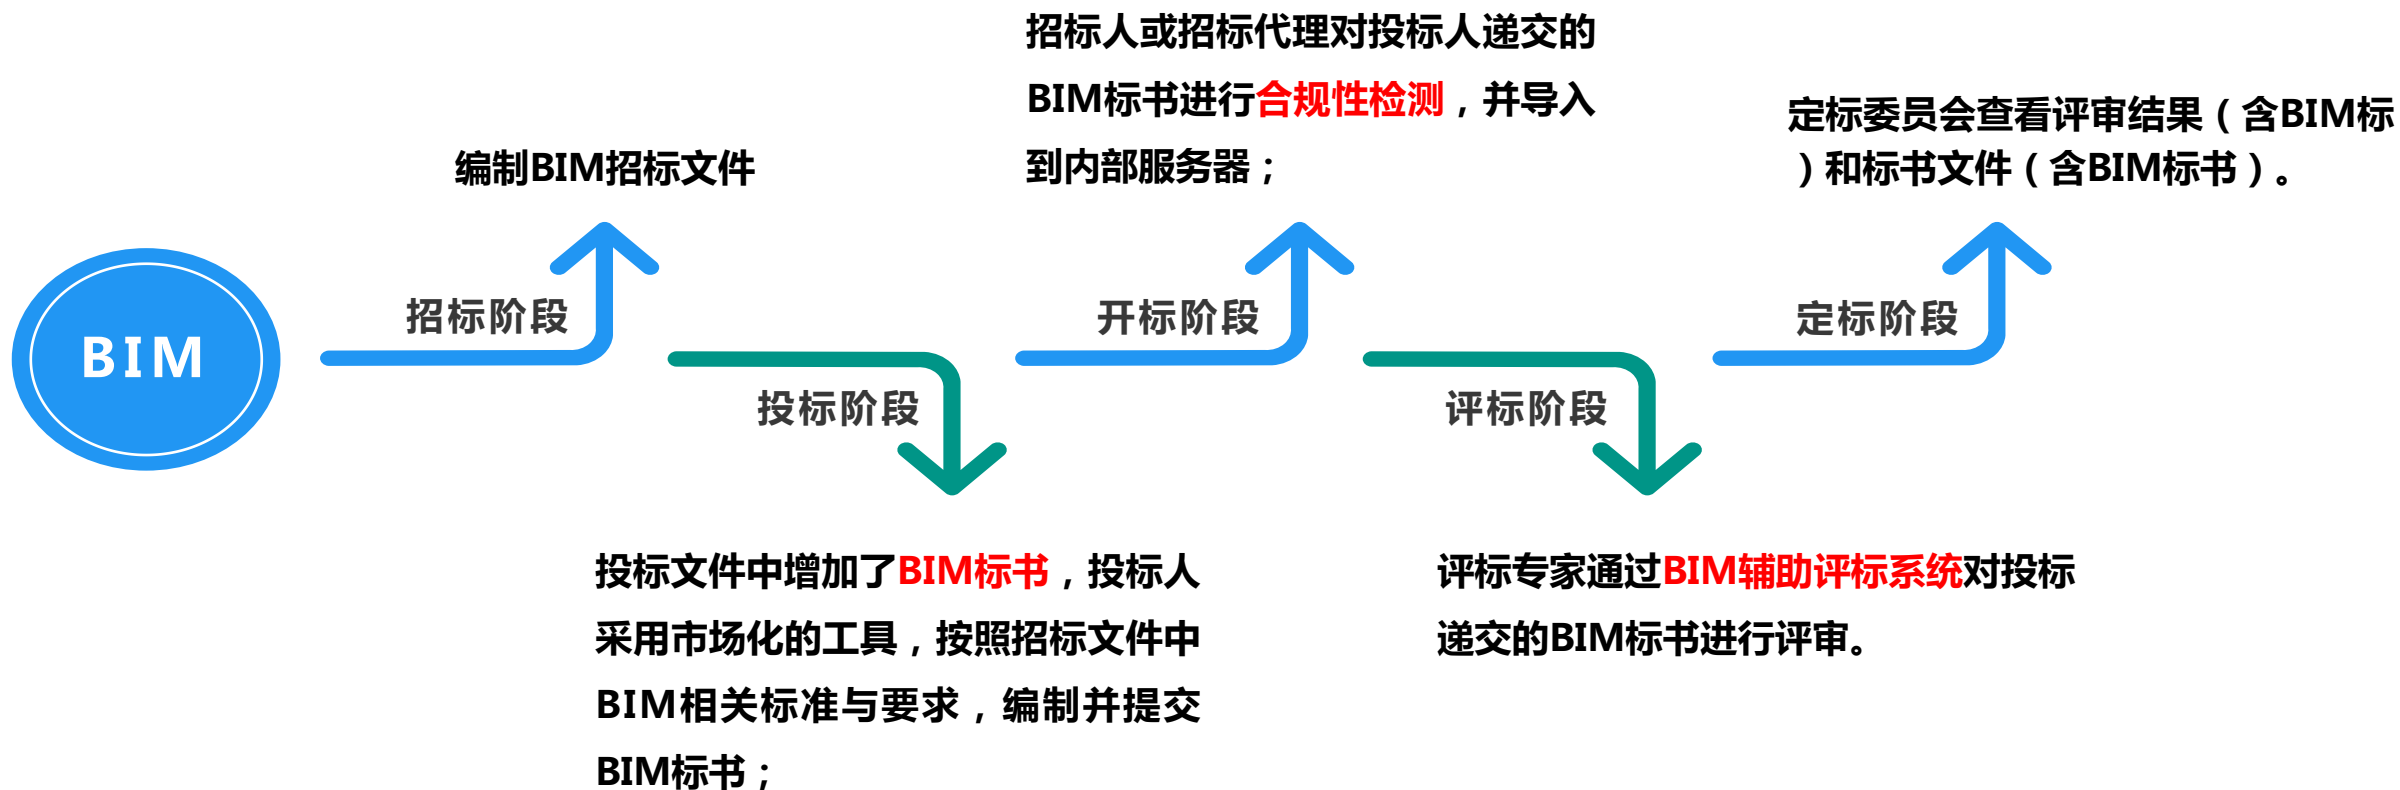 BIM
招标阶段
编制BIM招标文件
投标阶段
投标文件中增加了BIM标书，投标人
采用市场化的工具，按照招标文件中
BIM相关标准与要求，编制并提交
BIM标书；
开标阶段
招标人或招标代理对投标人递交的
BIM标书进行合规性检测，并导入
到内部服务器；
评标阶段
评标专家通过BIM辅助评标系统对投标
递交的BIM标书进行评审。
定标阶段
定标委员会查看评审结果（含BIM标
）和标书文件（含BIM标书）。